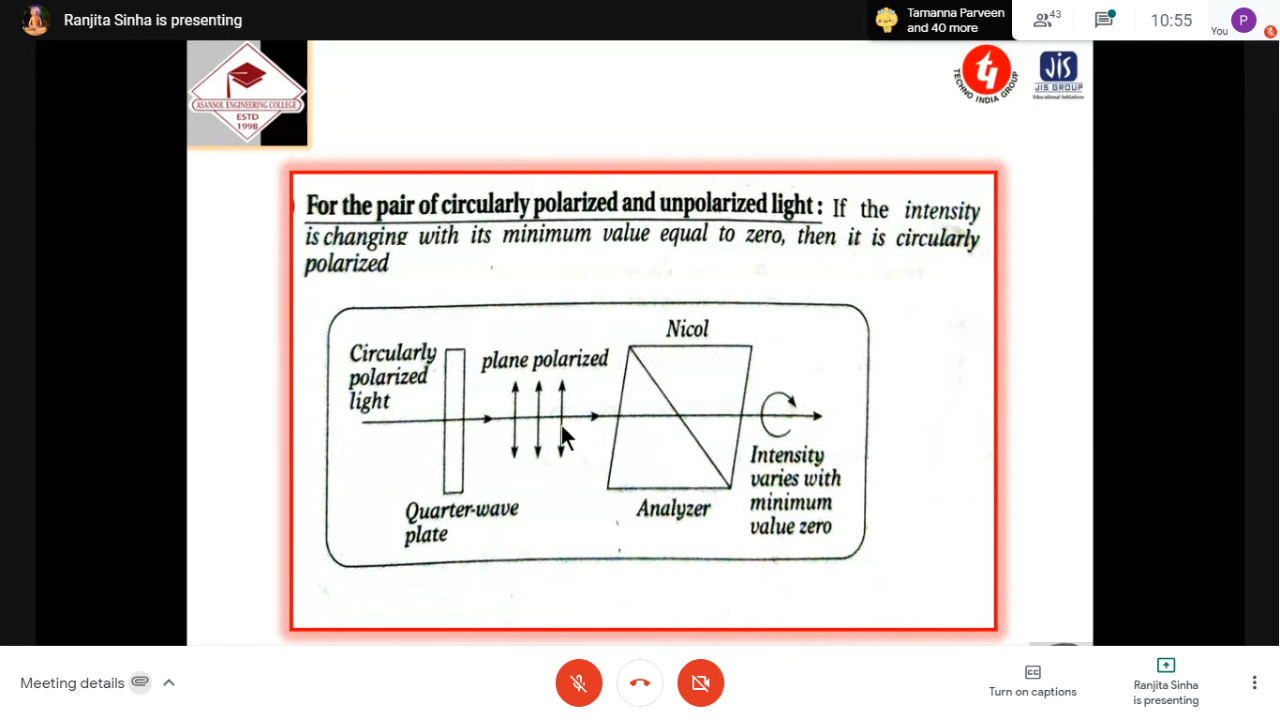 Ranjita Sinha is presenting
Tamanna Parveen
and 40 more
43
10:55
You
P
ASANSOL ENGINEERING COLLEGE
ESTD
1998
TECHNO INDIA GROUP
JIS
JIS GROUP
Educational Initiatives
For the pair of circularly polarized and unpolarized light : If the intensity
is changing with its minimum value equal to zero, then it is circularly
polarized
Nicol
Circularly
polarized
light
plane polarized
Intensity
varies with
minimum
value zero
Quarter-wave
plate
Analyzer
Meeting details
CC
Turn on captions
Ranjita Sinha
is presenting